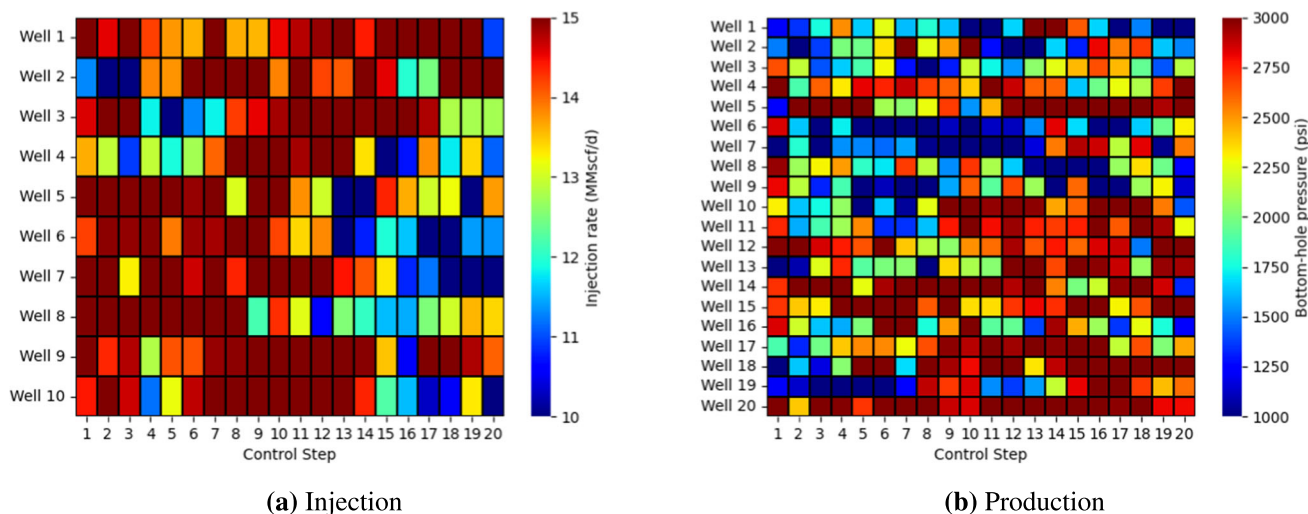 Well 1
Well 2
Well 3
Well 4
Well 5
Well 6
Well 7
Well 8
Well 9
Well 10
1 2 3 4 5 6 7 8 9 10 11 12 13 14 15 16 17 18 19 20
Control Step
15
14
13
12
11
10
Injection rate (MMscf/d)
(a) Injection
Well 1
Well 2
Well 3
Well 4
Well 5
Well 6
Well 7
Well 8
Well 9
Well 10
Well 11
Well 12
Well 13
Well 14
Well 15
Well 16
Well 17
Well 18
Well 19
Well 20
1 2 3 4 5 6 7 8 9 10 11 12 13 14 15 16 17 18 19 20
Control Step
3000
2750
2500
2250
2000
1750
1500
1250
1000
Bottom-hole pressure (psi)
(b) Production